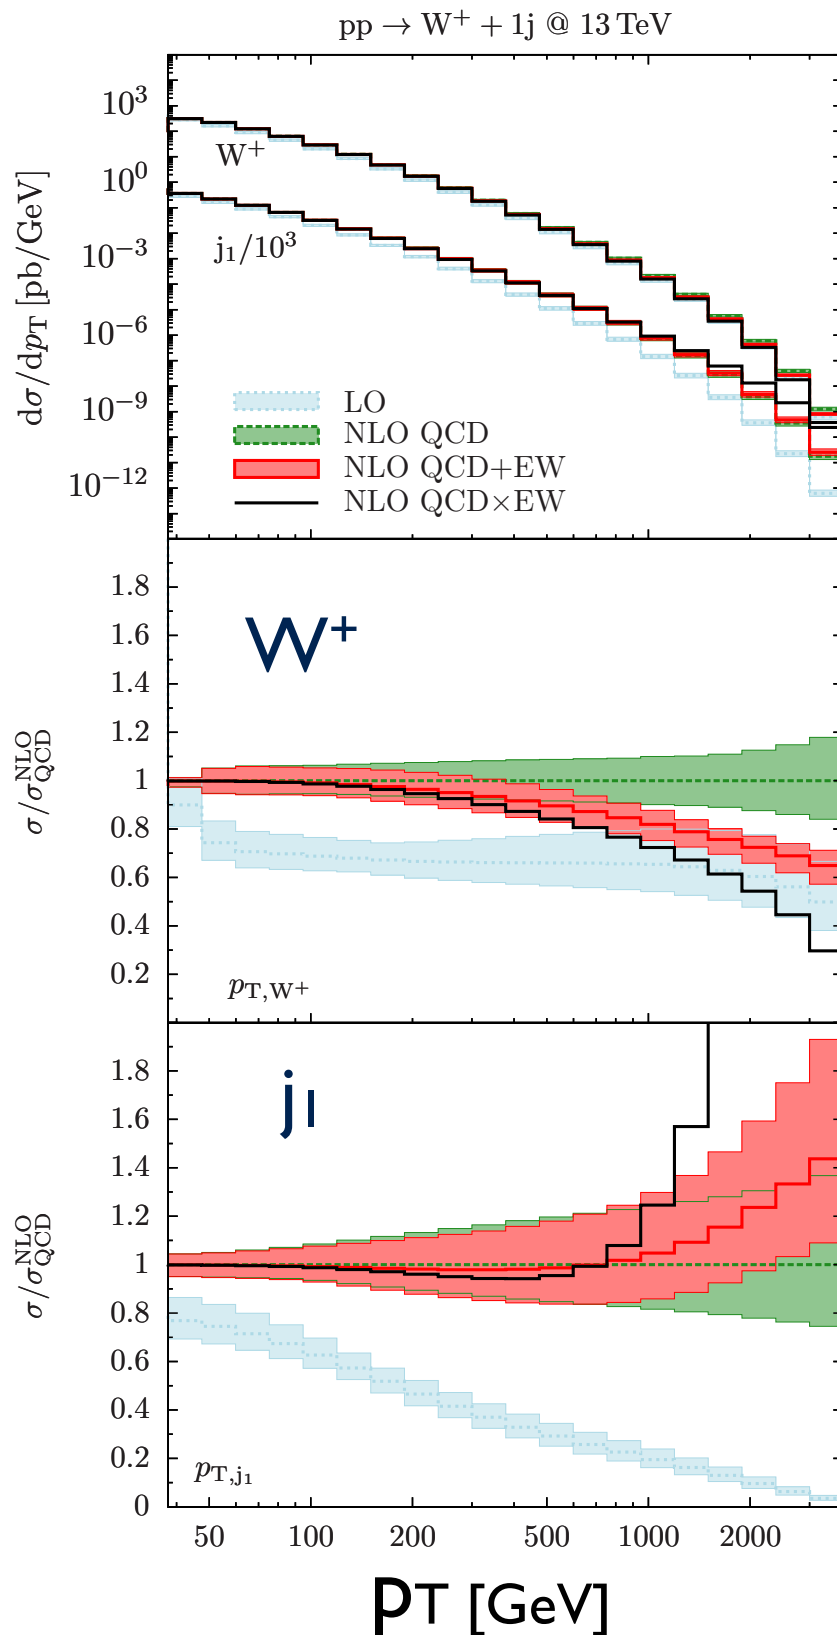 pp → W⁺ + 1j @ 13 TeV
dσ/dp_T [pb/GeV]
10³
10⁰
10⁻³
10⁻⁶
10⁻⁹
10⁻¹²
W⁺
j₁/10³
LO
NLO QCD
NLO QCD+EW
NLO QCD×EW
σ/σ_QCD^NLO
1.8
1.6
1.4
1.2
1
0.8
0.6
0.4
0.2
W⁺
p_T,W⁺
σ/σ_QCD^NLO
1.8
1.6
1.4
1.2
1
0.8
0.6
0.4
0.2
0
j1
p_T,j₁
50 100 200 500 1000 2000
pT [GeV]